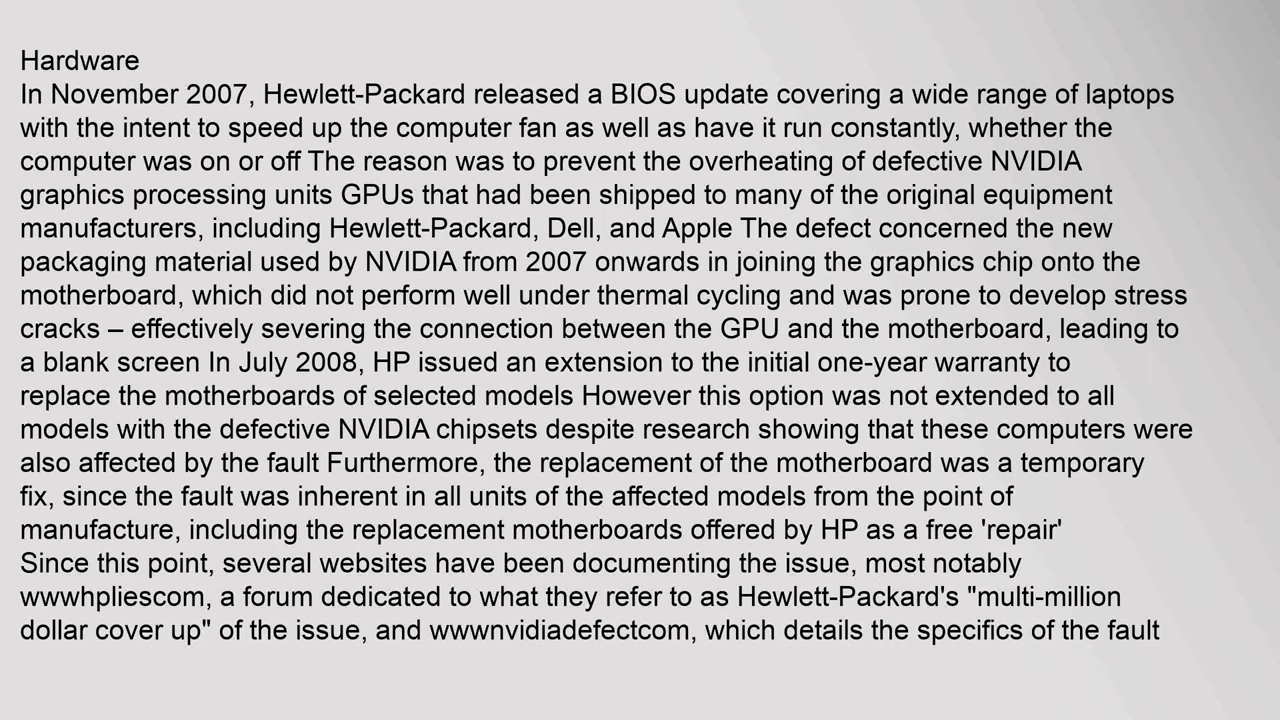 Hardware
In November 2007, Hewlett-Packard released a BIOS update covering a wide range of laptops
with the intent to speed up the computer fan as well as have it run constantly, whether the
computer was on or off The reason was to prevent the overheating of defective NVIDIA
graphics processing units GPUs that had been shipped to many of the original equipment
manufacturers, including Hewlett-Packard, Dell, and Apple The defect concerned the new
packaging material used by NVIDIA from 2007 onwards in joining the graphics chip onto the
motherboard, which did not perform well under thermal cycling and was prone to develop stress
cracks – effectively severing the connection between the GPU and the motherboard, leading to
a blank screen In July 2008, HP issued an extension to the initial one-year warranty to
replace the motherboards of selected models However this option was not extended to all
models with the defective NVIDIA chipsets despite research showing that these computers were
also affected by the fault Furthermore, the replacement of the motherboard was a temporary
fix, since the fault was inherent in all units of the affected models from the point of
manufacture, including the replacement motherboards offered by HP as a free 'repair'
Since this point, several websites have been documenting the issue, most notably
wwwhpliescom, a forum dedicated to what they refer to as Hewlett-Packard's "multi-million
dollar cover up" of the issue, and wwwnvidiadefectcom, which details the specifics of the fault